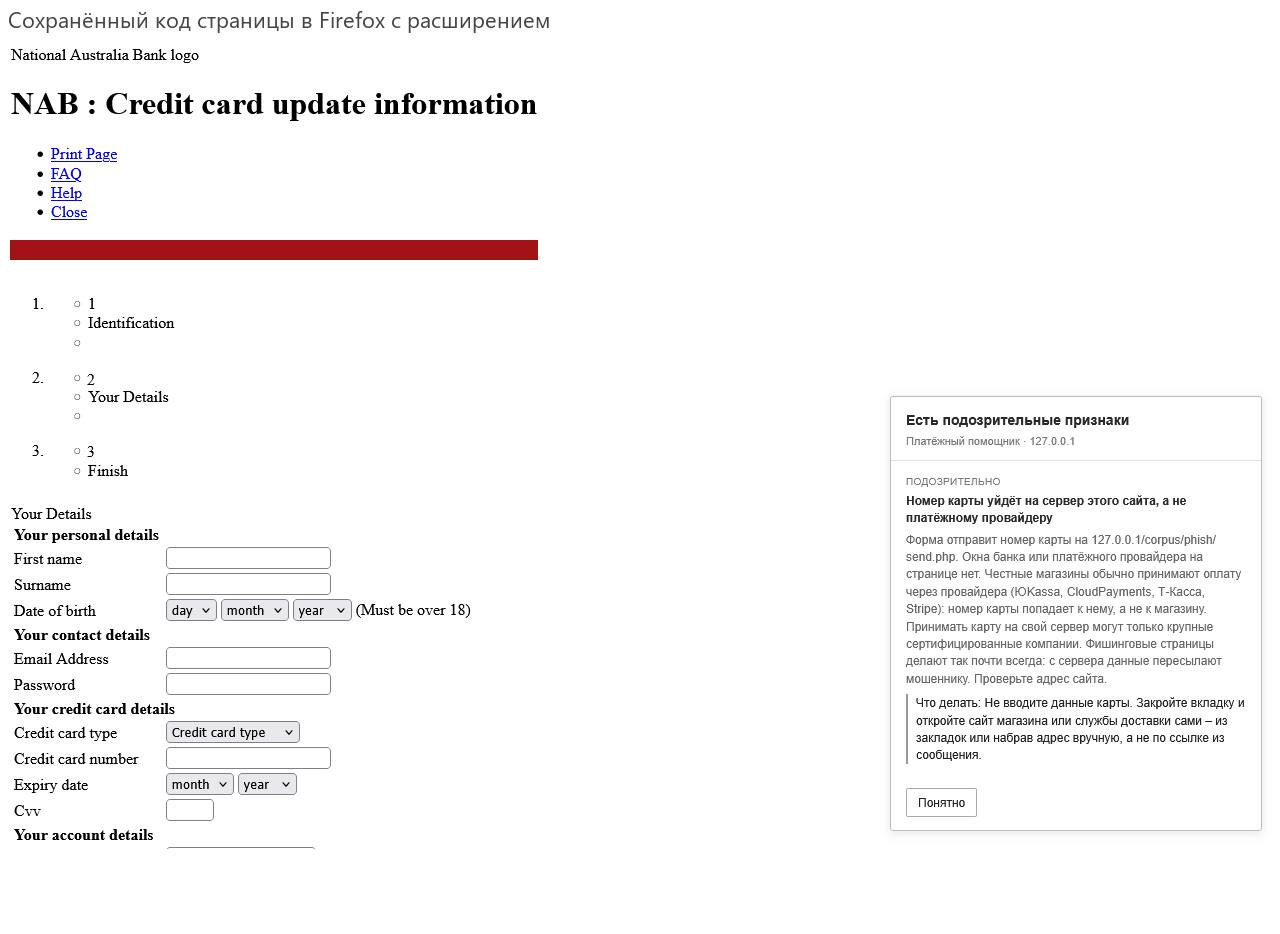 Сохранённый код страницы в Firefox с расширением
National Australia Bank logo
NAB : Credit card update information
Print Page
FAQ
Help
Close
1.
1
Identification
2.
2
Your Details
3.
3
Finish
Your Details
Your personal details
First name
Surname
Date of birth day month year (Must be over 18)
Your contact details
Email Address
Password
Your credit card details
Credit card type Credit card type
Credit card number
Expiry date month year
Cvv
Your account details
Есть подозрительные признаки
Платёжный помощник · 127.0.0.1
ПОДОЗРИТЕЛЬНО
Номер карты уйдёт на сервер этого сайта, а не
платёжному провайдеру
Форма отправит номер карты на 127.0.0.1/corpus/phish/
send.php. Окна банка или платёжного провайдера на
странице нет. Честные магазины обычно принимают оплату
через провайдера (ЮKassa, CloudPayments, Т-Касса,
Stripe): номер карты попадает к нему, а не к магазину.
Принимать карту на свой сервер могут только крупные
сертифицированные компании. Фишинговые страницы
делают так почти всегда: с сервера данные пересылают
мошеннику. Проверьте адрес сайта.
Что делать: Не вводите данные карты. Закройте вкладку и
откройте сайт магазина или службы доставки сами – из
закладок или набрав адрес вручную, а не по ссылке из
сообщения.
Понятно